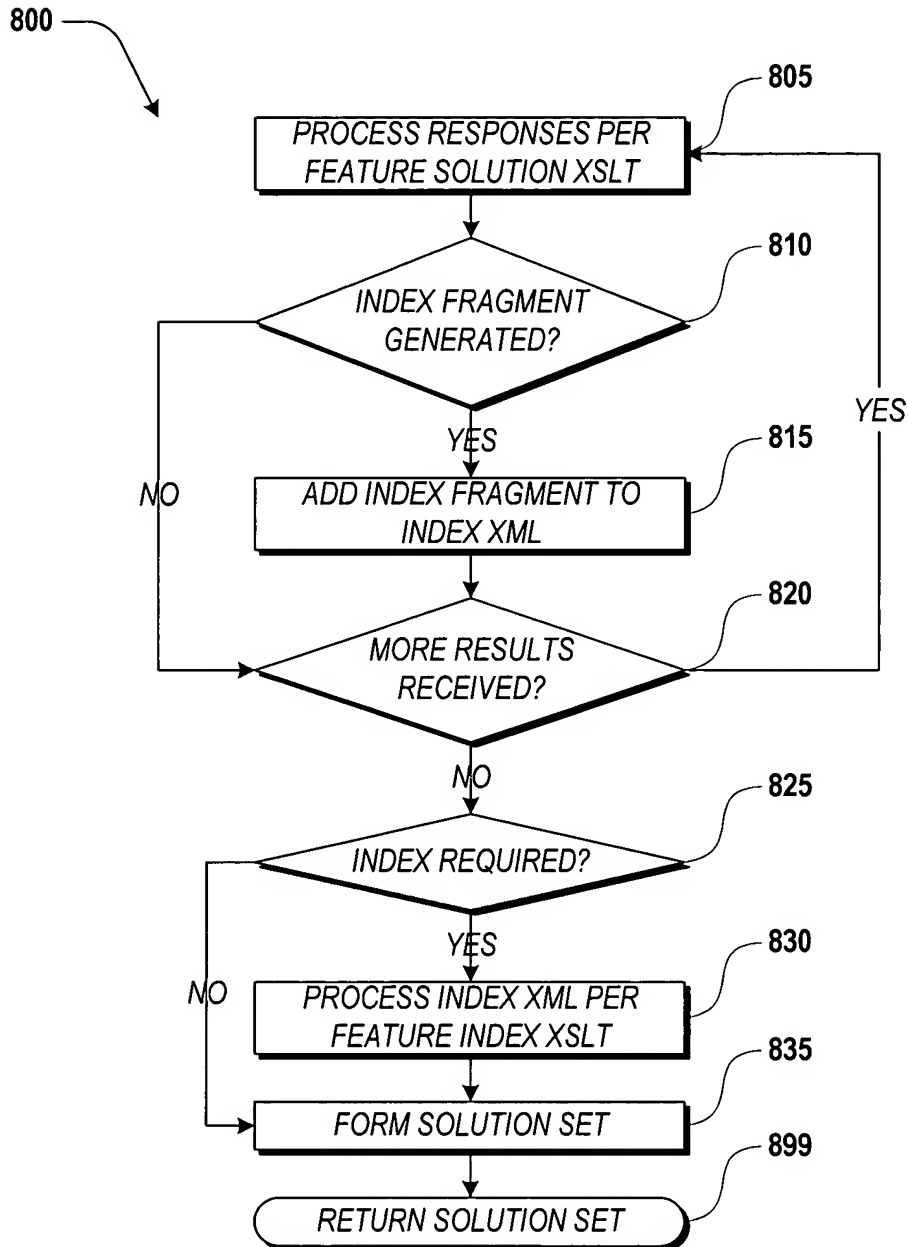 800
805
PROCESS RESPONSES PER
FEATURE SOLUTION XSLT
810
INDEX FRAGMENT
GENERATED?
YES
YES
815
NO
ADD INDEX FRAGMENT TO
INDEX XML
820
MORE RESULTS
RECEIVED?
NO
825
INDEX REQUIRED?
YES
830
NO
PROCESS INDEX XML PER
FEATURE INDEX XSLT
835
FORM SOLUTION SET
899
RETURN SOLUTION SET